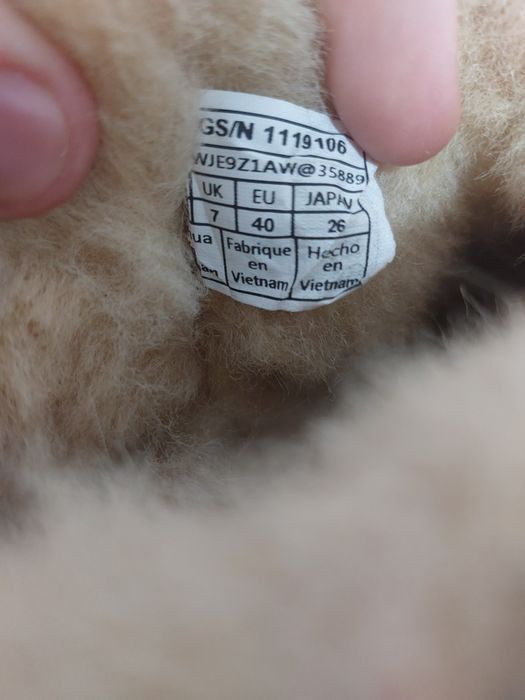 GS/N 1119106
WJE9Z1AW@35889
UK EU JAPAN
7 40 26
Fabrique en Vietnam
Hecho en Vietnam